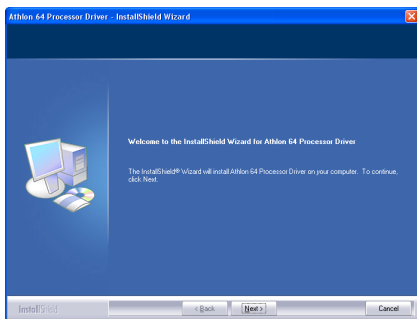 Athlon 64 Processor Driver - InstallShield Wizard
Welcome to the InstallShield Wizard for Athlon 64 Processor Driver
The InstallShield® Wizard will install Athlon 64 Processor Driver on your computer. To continue,
click Next.
InstallShield
< Back
Next >
Cancel